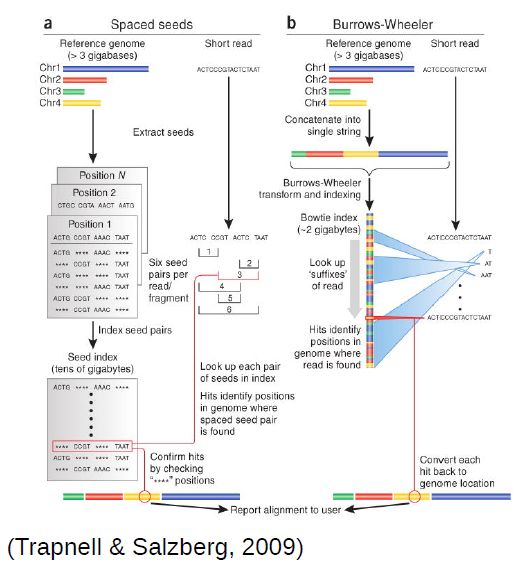 a Spaced seeds
Reference genome
(> 3 gigabases)
Short read
Chr1
Chr2
Chr3
Chr4
ACTCCCGTACTCTAAT
Extract seeds
Position N
Position 2
CTGC CGTA AACT AATG
Position 1
ACTG CCGT AAAC TAAT
ACTG **** AAAC ****
**** CCGT **** TAAT
ACTG **** **** TAAT
**** CCGT AAAC ****
**** **** AAAC TAAT
ACTG CCGT **** ****
Six seed
pairs per
read/
fragment
ACTC CCGT ACTC TAAT
1
2
3
4
5
6
Index seed pairs
Seed index
(tens of gigabytes)
ACTG **** AAAC ****
**** CCGT **** TAAT
ACTG **** **** TAAT
**** CCGT AAAC ****
Look up each pair
of seeds in index
Hits identify positions
in genome where
spaced seed pair
is found
Confirm hits
by checking
"****" positions
b Burrows-Wheeler
Reference genome
(> 3 gigabases)
Short read
Chr1
Chr2
Chr3
Chr4
ACTCCCGTACTCTAAT
Concatenate into
single string
Burrows-Wheeler
transform and indexing
Bowtie index
(~2 gigabytes)
ACTCCCGTACTCTAAT
T
AT
AAT
Look up
'suffixes'
of read
ACTCCCGTACTCTAAT
Hits identify
positions in
genome where
read is found
Convert each
hit back to
genome location
Report alignment to user
(Trapnell & Salzberg, 2009)